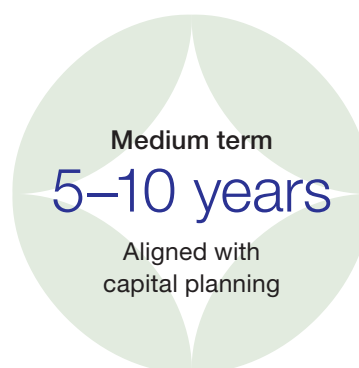 Medium term
5–10 years
Aligned with
capital planning